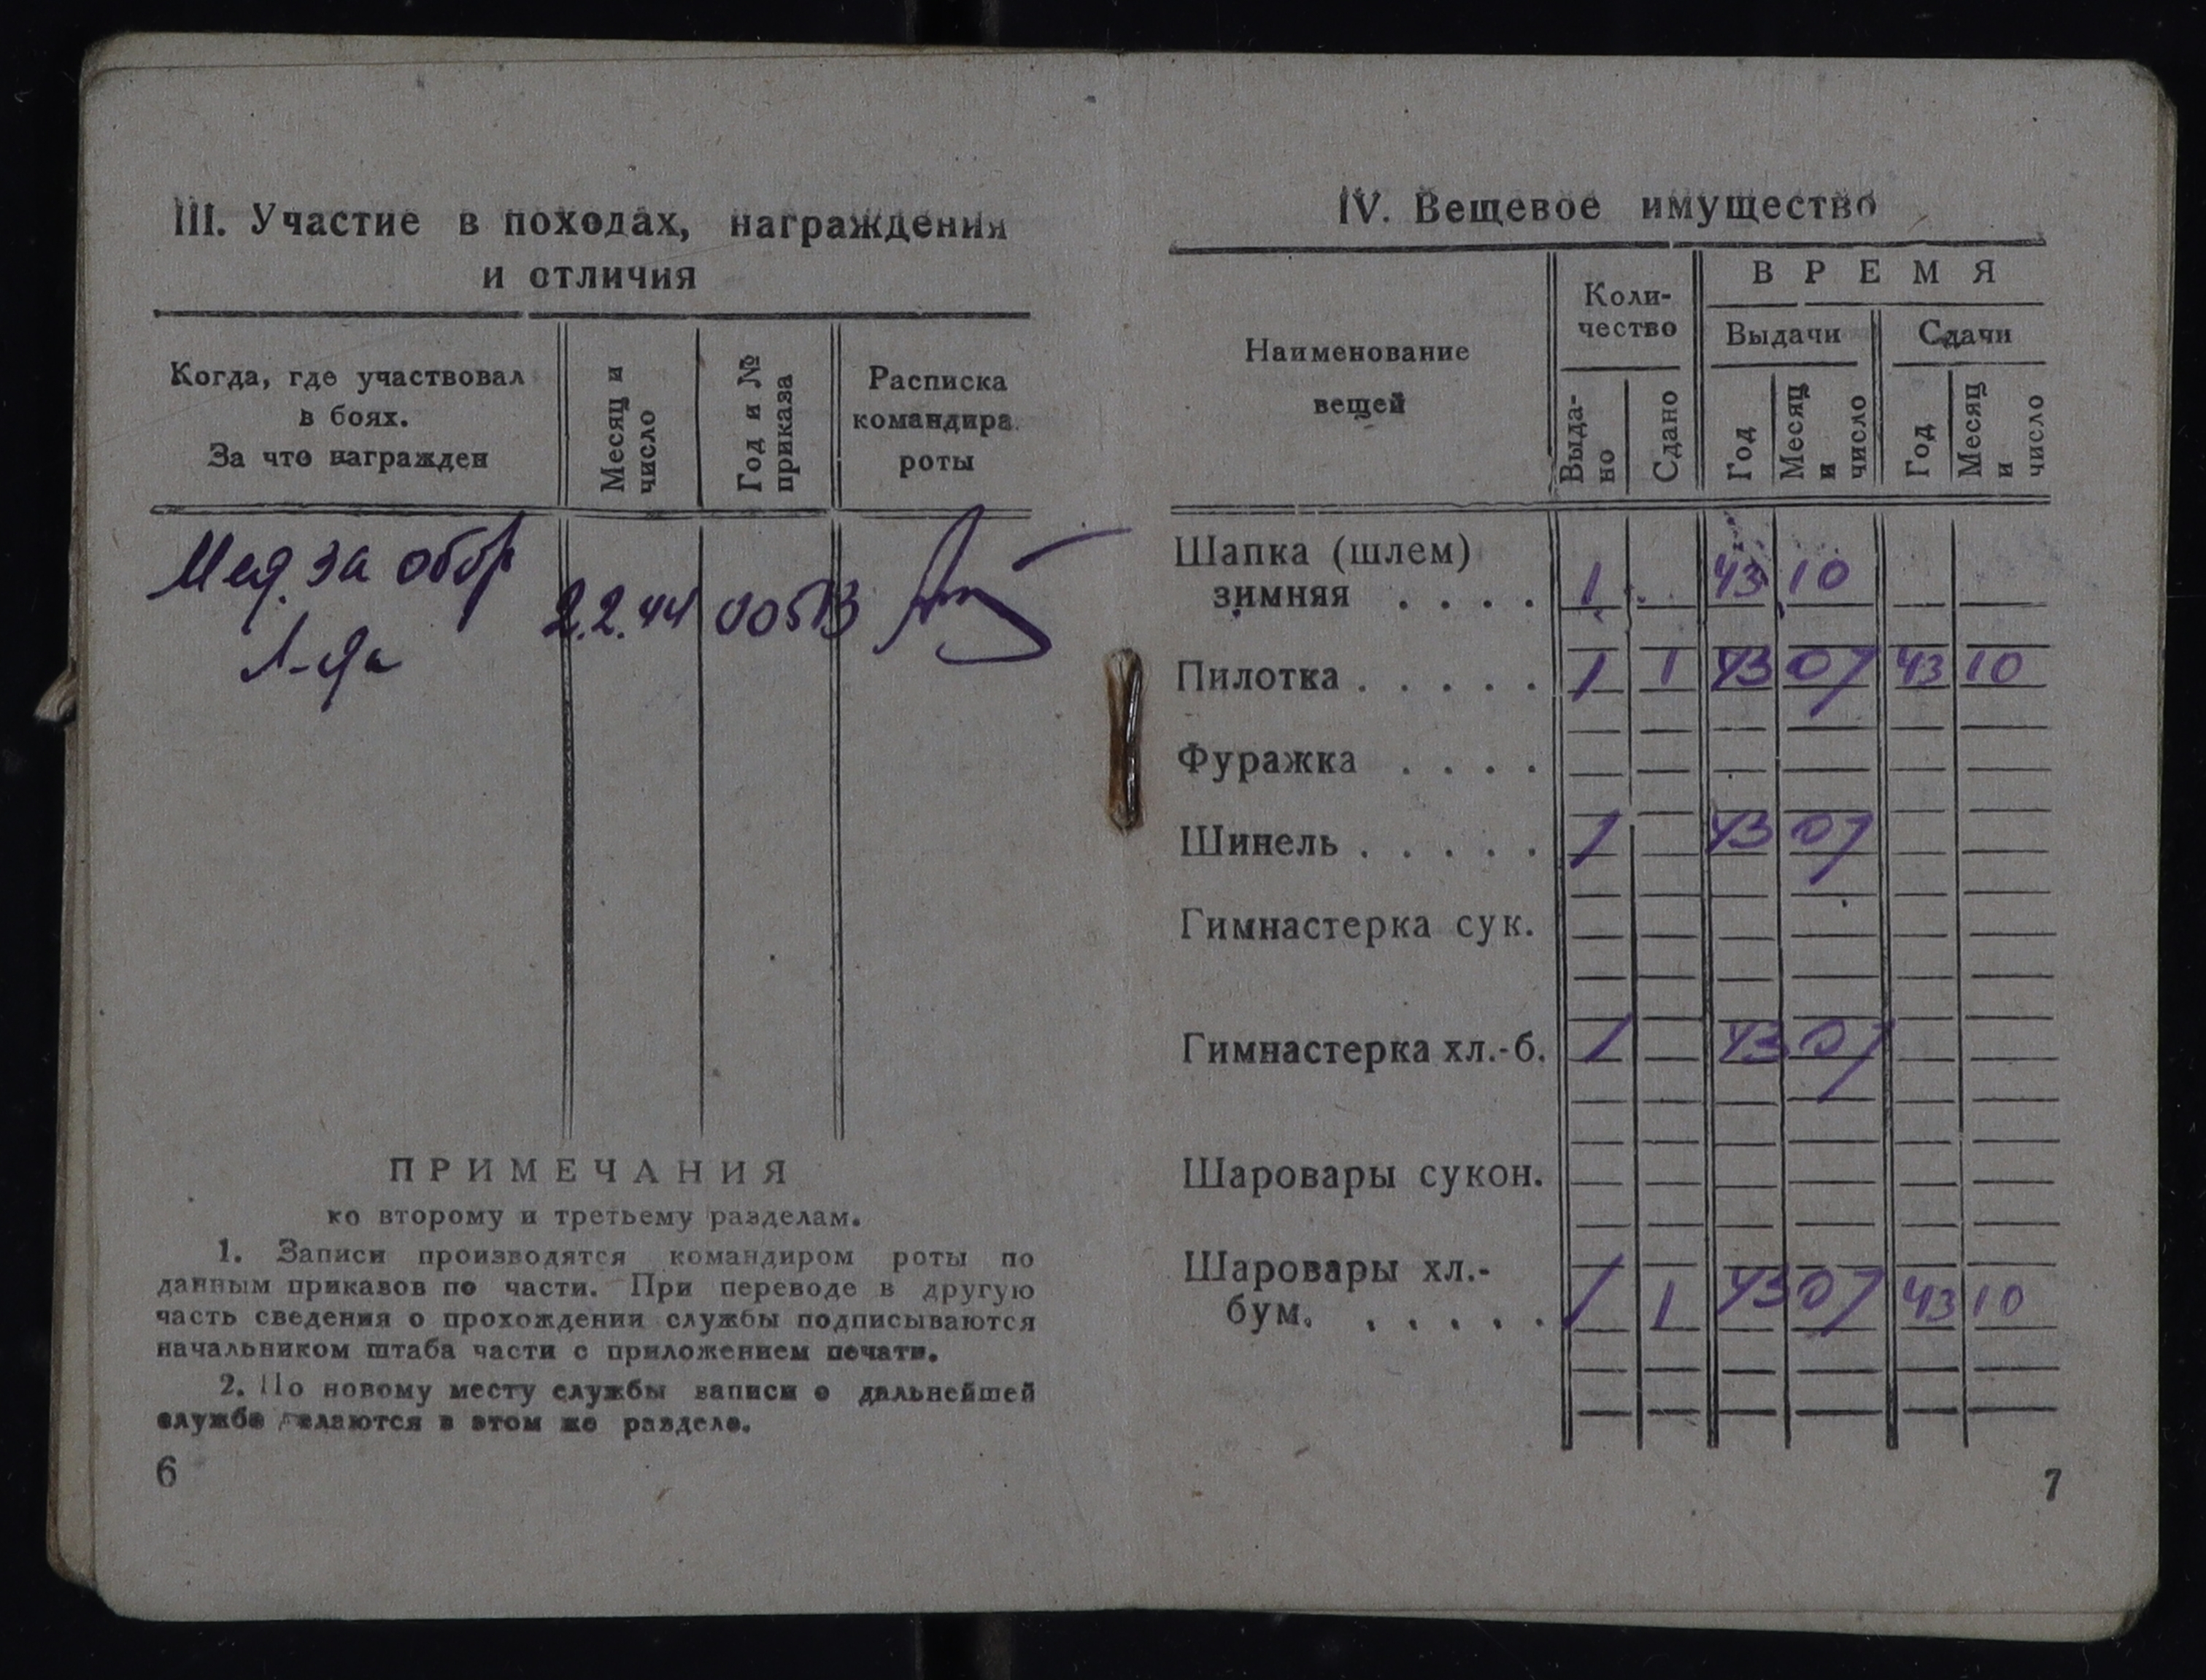 III. Участие в походах, награждения
и отличия
Когда, где участвовал
в боях.
За что награжден
Месяц и
число
Год и №
приказа
Расписка
командира
роты
Мед. за обор
Л-да
2.2.44
ПРИМЕЧАНИЯ
ко второму и третьему разделам.
1. Записи производятся командиром роты по
данным приказов по части. При переводе в другую
часть сведения о прохождении службы подписываются
начальником штаба части с приложением печати.
2. По новому месту службы записи о дальнейшей
службе делаются в этом же разделе.
6
IV. Вещевое имущество
Наименование
вещей
Коли-
чество
ВРЕМЯ
Выдачи
Сдачи
Выда-
но
Сдано
Год
Месяц
и
число
Год
Месяц
и
число
Шапка (шлем)
зимняя . . . . 1 43 10
Пилотка . . . . . 1 1 43 07 43 10
Фуражка . . . .
Шинель . . . . . 1 43 07
Гимнастерка сук.
Гимнастерка хл.-б. 1 43 07
Шаровары сукон.
Шаровары хл.-
бум. . . . . . 1 1 43 07 43 10
7